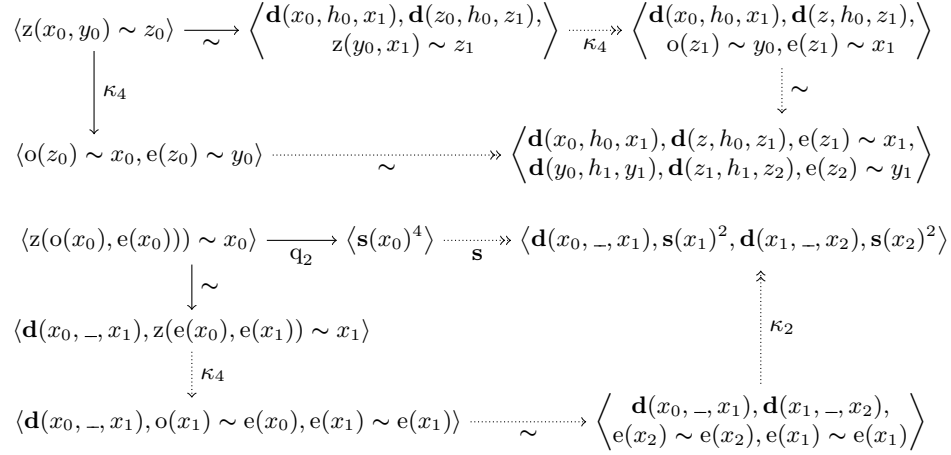 ⟨z(x₀, y₀) ∼ z₀⟩ ∼ ⟨d(x₀, h₀, x₁), d(z₀, h₀, z₁),
z(y₀, x₁) ∼ z₁⟩ κ₄ ⟨d(x₀, h₀, x₁), d(z, h₀, z₁),
o(z₁) ∼ y₀, e(z₁) ∼ x₁⟩
κ₄ ∼
⟨o(z₀) ∼ x₀, e(z₀) ∼ y₀⟩ ∼ ⟨d(x₀, h₀, x₁), d(z, h₀, z₁), e(z₁) ∼ x₁,
d(y₀, h₁, y₁), d(z₁, h₁, z₂), e(z₂) ∼ y₁⟩
⟨z(o(x₀), e(x₀))) ∼ x₀⟩ q₂ ⟨s(x₀)⁴⟩ s ⟨d(x₀, _, x₁), s(x₁)², d(x₁, _, x₂), s(x₂)²⟩
∼
⟨d(x₀, _, x₁), z(e(x₀), e(x₁)) ∼ x₁⟩ κ₂
κ₄
⟨d(x₀, _, x₁), o(x₁) ∼ e(x₀), e(x₁) ∼ e(x₁)⟩ ∼ ⟨d(x₀, _, x₁), d(x₁, _, x₂),
e(x₂) ∼ e(x₂), e(x₁) ∼ e(x₁)⟩